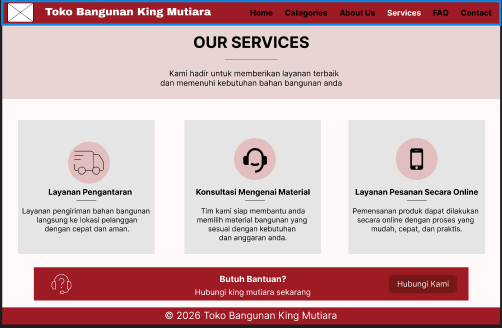 Toko Bangunan King Mutiara
Home Categories About Us Services FAQ Contact
OUR SERVICES
Kami hadir untuk memberikan layanan terbaik
dan memenuhi kebutuhan bahan bangunan anda
Layanan Pengantaran
Layanan pengiriman bahan bangunan
langsung ke lokasi pelanggan
dengan cepat dan aman.
Konsultasi Mengenai Material
Tim kami siap membantu anda
memilih material bangunan yang
sesuai dengan kebutuhan
dan anggaran anda.
Layanan Pesanan Secara Online
Pemensanan produk dapat dilakukan
secara online dengan proses yang
mudah, cepat, dan praktis.
Butuh Bantuan?
Hubungi king mutiara sekarang
Hubungi Kami
© 2026 Toko Bangunan King Mutiara